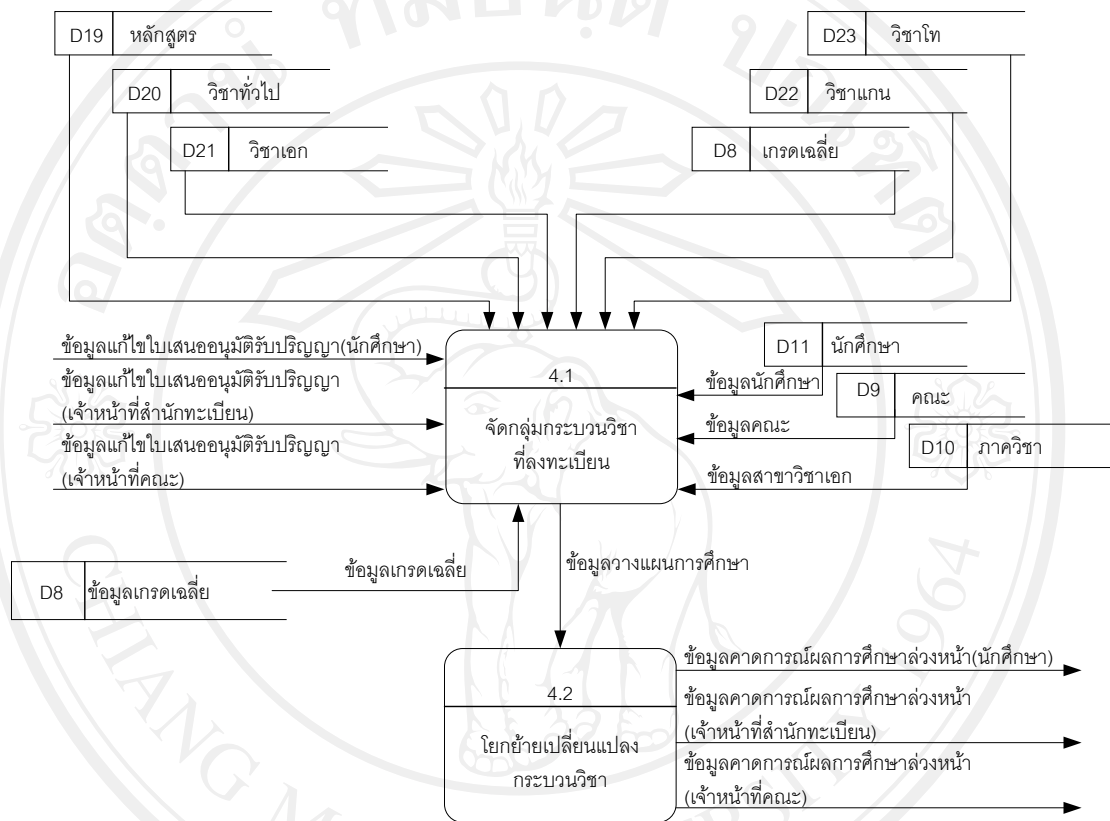 D19 หลักสูตร
D23 วิชาโท
D20 วิชาทั่วไป
D22 วิชาแกน
D21 วิชาเอก
D8 เกรดเฉลี่ย
ข้อมูลแก้ไขใบเสนออนุมัติรับปริญญา(นักศึกษา)
ข้อมูลแก้ไขใบเสนออนุมัติรับปริญญา
(เจ้าหน้าที่สำนักทะเบียน)
ข้อมูลแก้ไขใบเสนออนุมัติรับปริญญา
(เจ้าหน้าที่คณะ)
4.1
จัดกลุ่มกระบวนวิชา
ที่ลงทะเบียน
D11 นักศึกษา
ข้อมูลนักศึกษา
D9 คณะ
ข้อมูลคณะ
D10 ภาควิชา
ข้อมูลสาขาวิชาเอก
D8 ข้อมูลเกรดเฉลี่ย
ข้อมูลเกรดเฉลี่ย
ข้อมูลวางแผนการศึกษา
4.2
โยกย้ายเปลี่ยนแปลง
กระบวนวิชา
ข้อมูลคาดการณ์ผลการศึกษาล่วงหน้า(นักศึกษา)
ข้อมูลคาดการณ์ผลการศึกษาล่วงหน้า
(เจ้าหน้าที่สำนักทะเบียน)
ข้อมูลคาดการณ์ผลการศึกษาล่วงหน้า
(เจ้าหน้าที่คณะ)